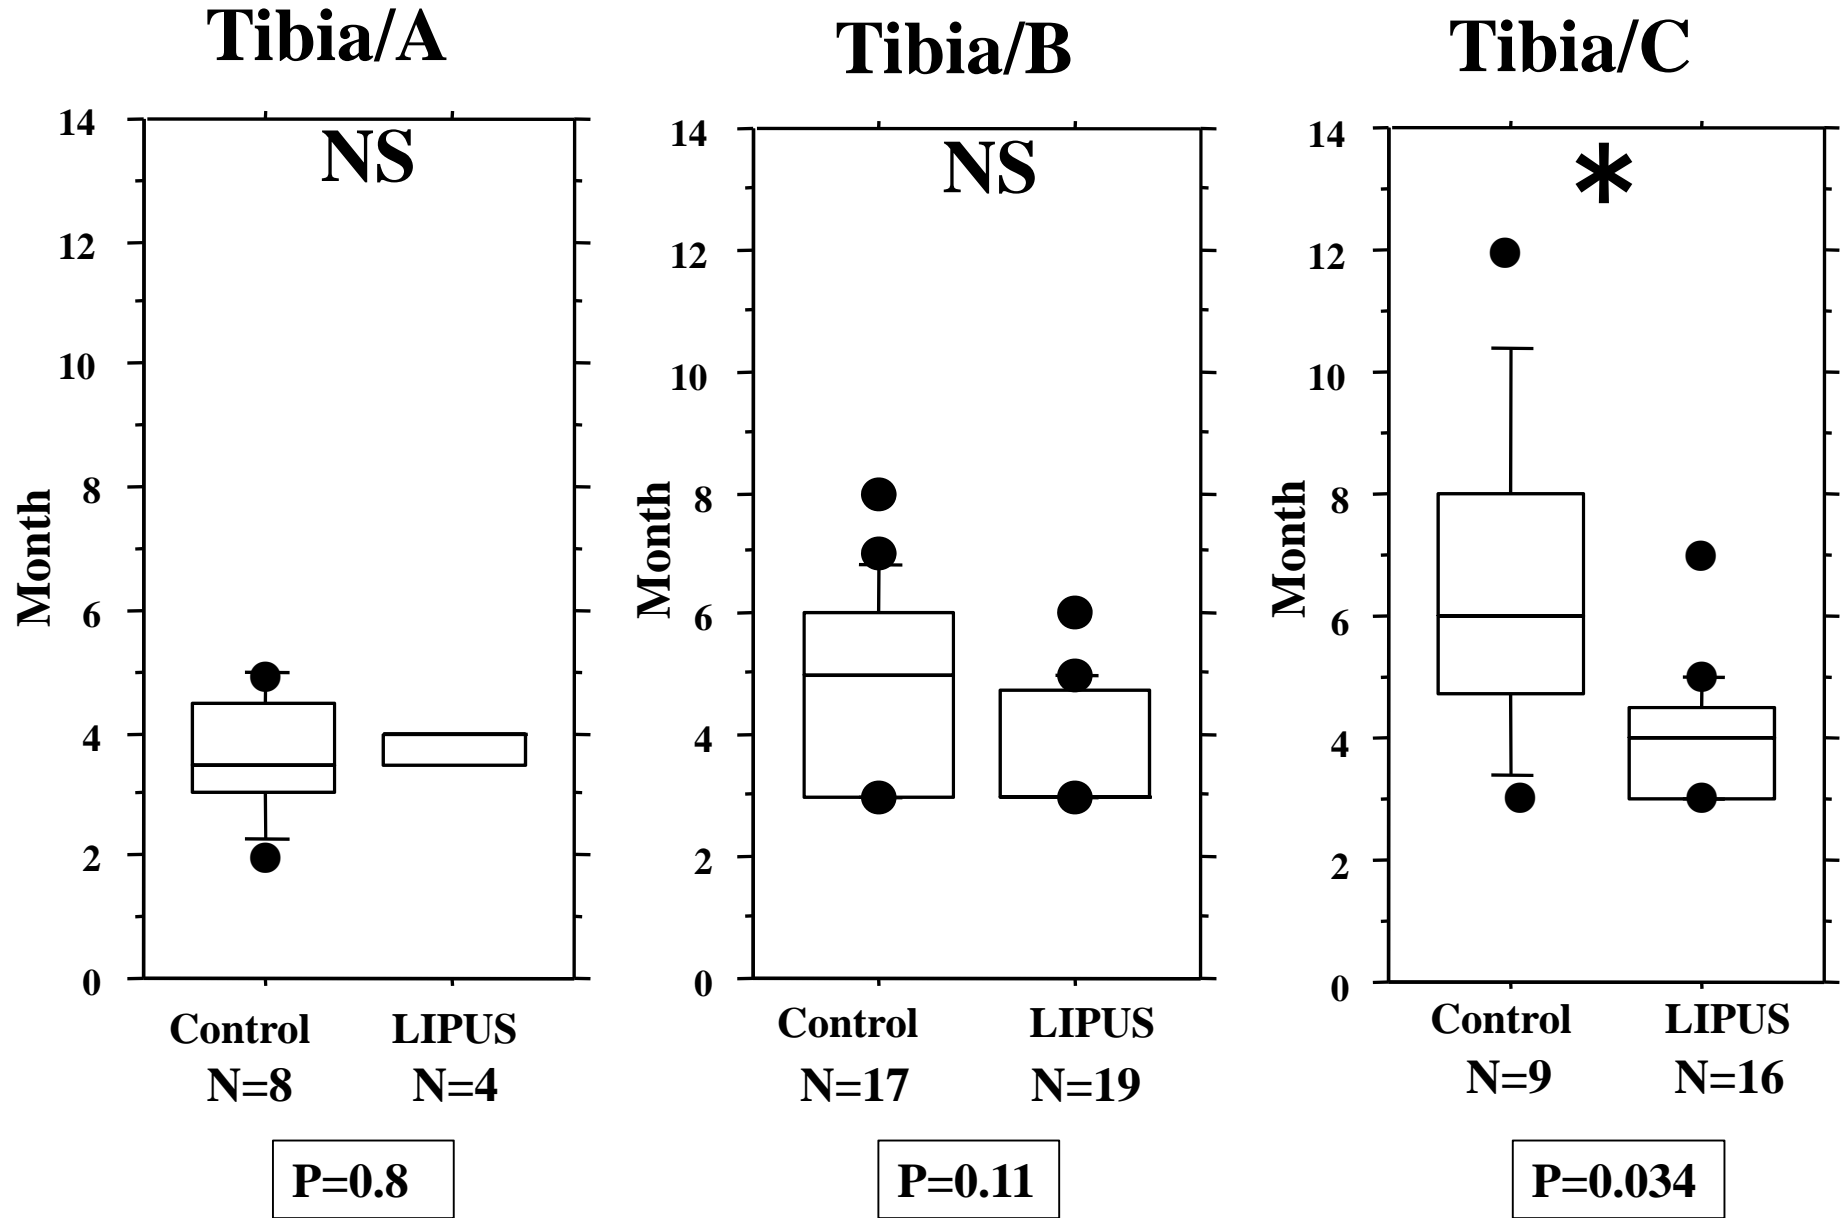 Tibia/A
NS
14
12
10
8
6
4
2
0
Month
Control
LIPUS
N=8
N=4
P=0.8
Tibia/B
NS
14
12
10
8
6
4
2
0
Month
Control
LIPUS
N=17
N=19
P=0.11
Tibia/C
*
14
12
10
8
6
4
2
0
Month
Control
LIPUS
N=9
N=16
P=0.034